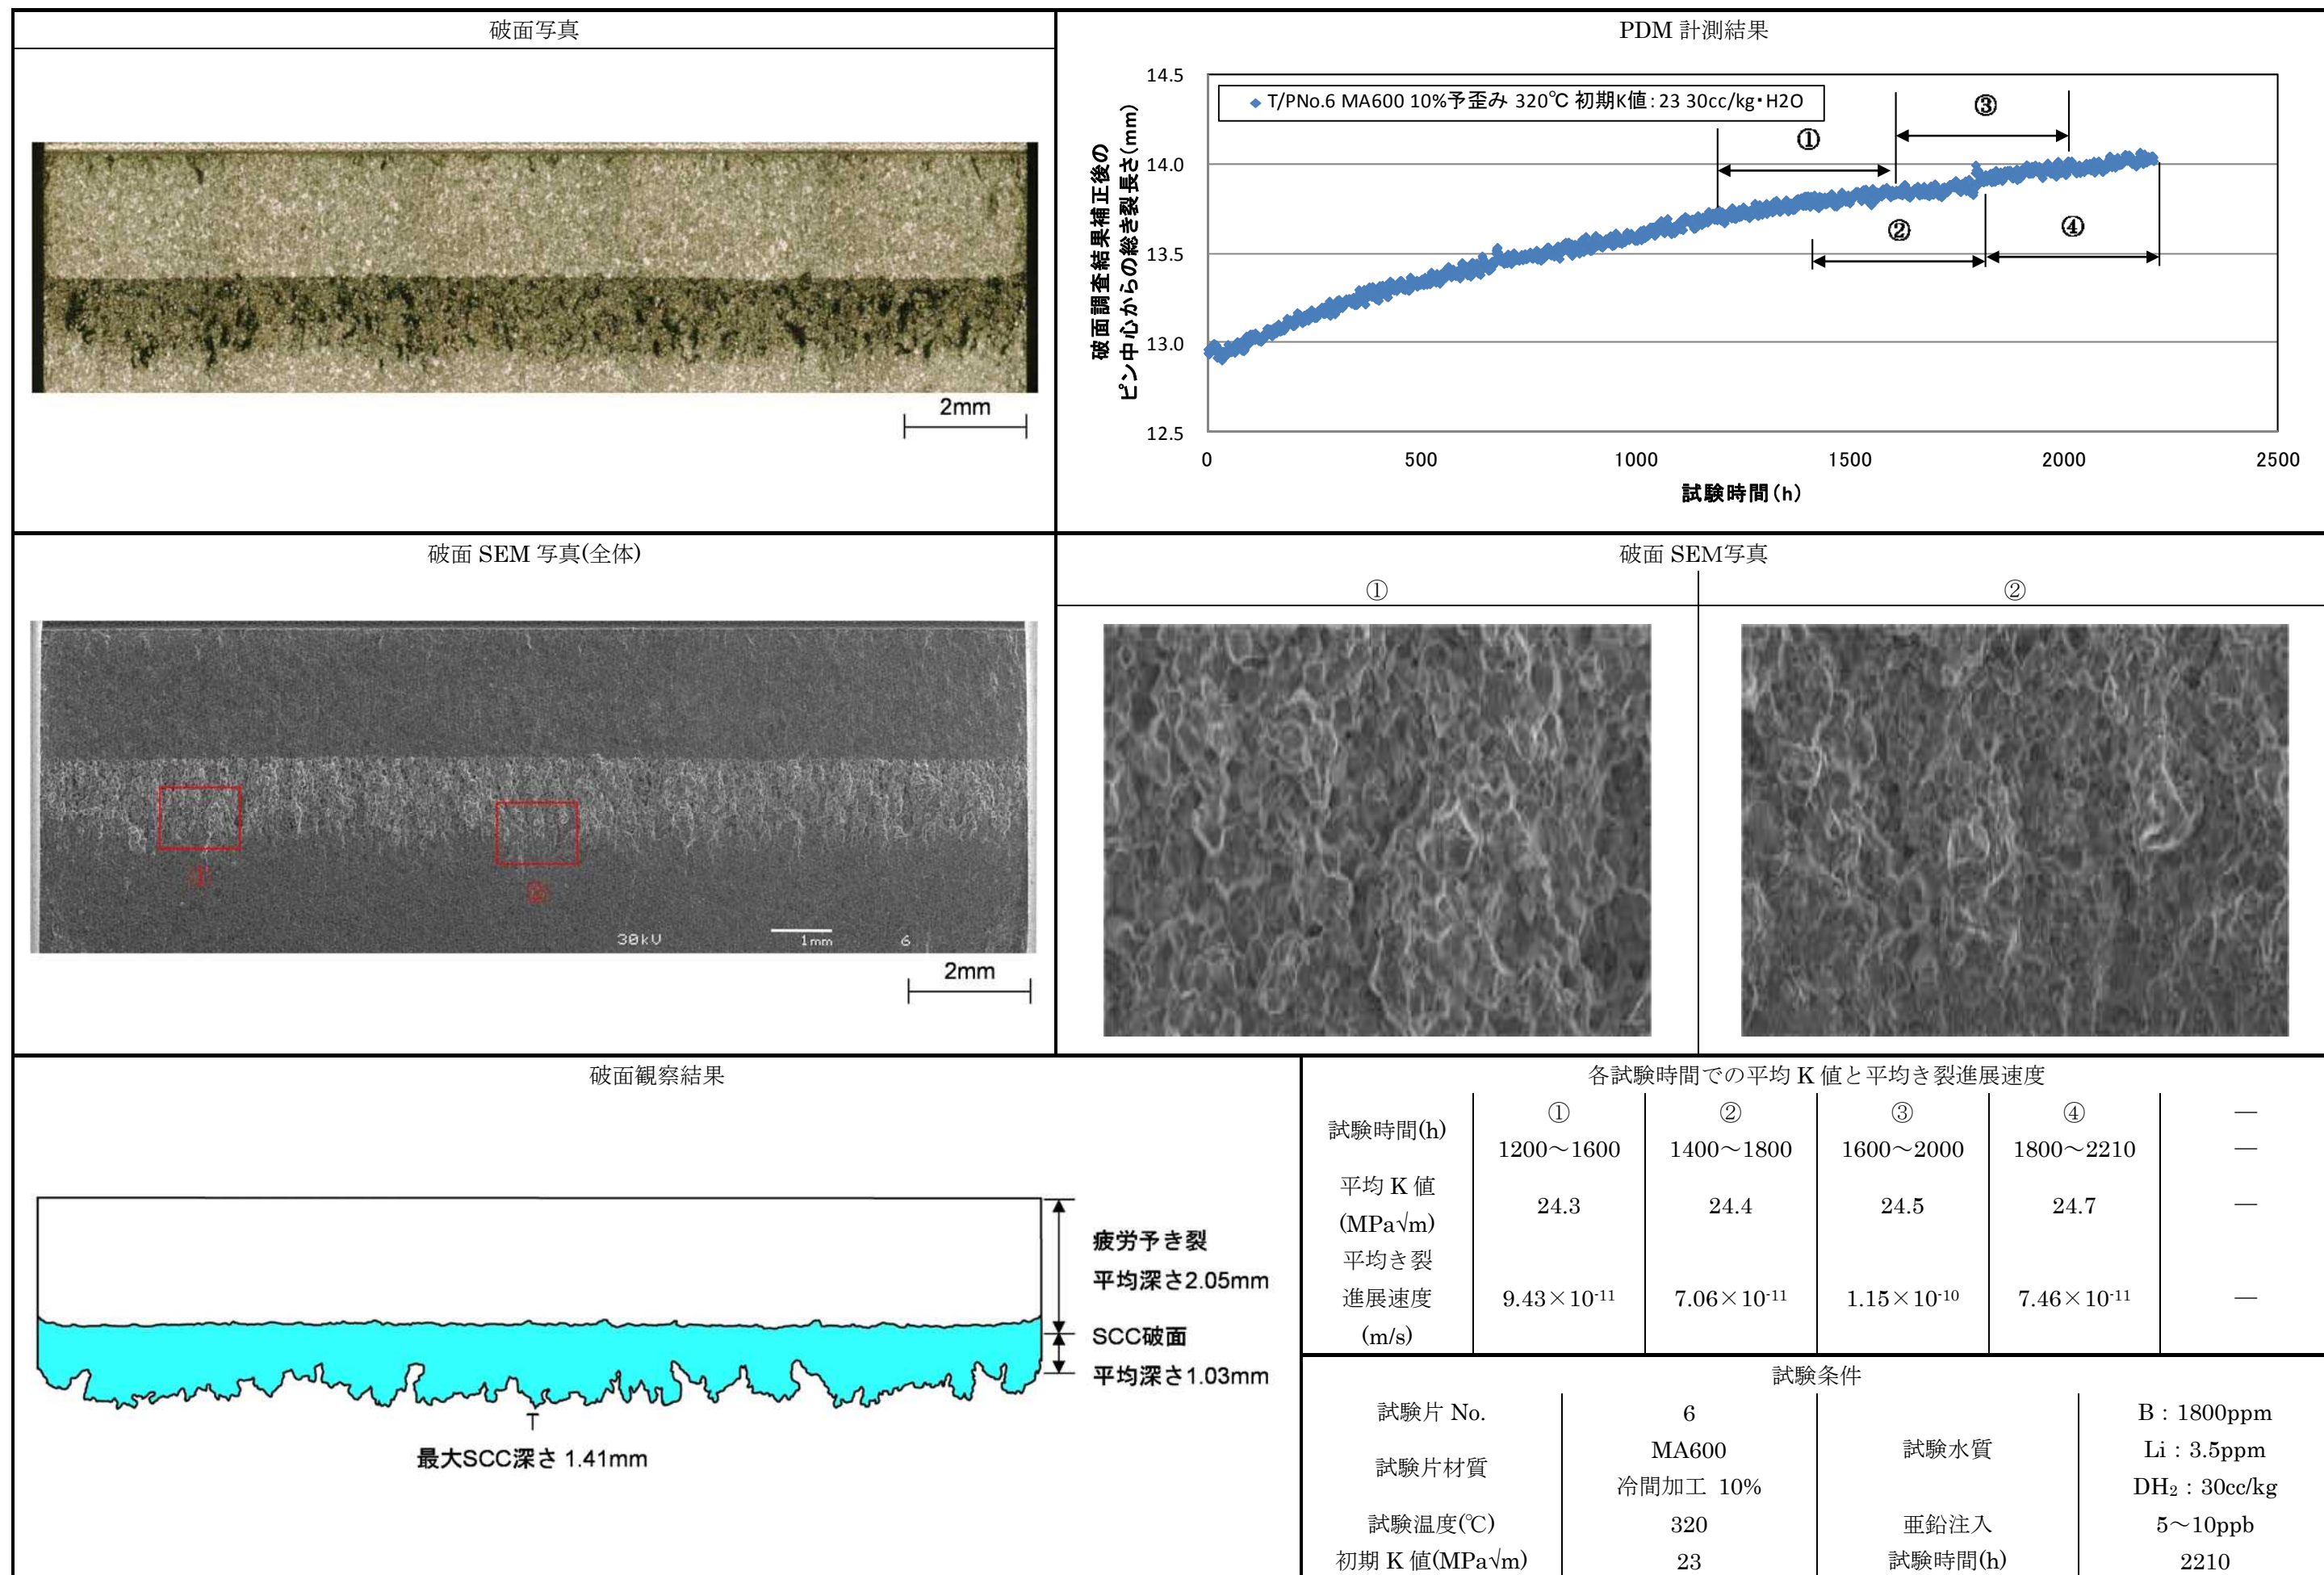 破面写真
PDM 計測結果
2mm
破面調査結果補正後の
ピン中心からの総き裂長さ(mm)
14.5
14.0
13.5
13.0
12.5
T/PNo.6 MA600 10%予歪み 320℃ 初期K値：23 30cc/kg・H2O
①
②
③
④
0
500
1000
1500
2000
2500
試験時間(h)
破面 SEM 写真(全体)
①
②
30kV
1mm
6
2mm
破面 SEM写真
①
②
破面観察結果
疲労予き裂
平均深さ2.05mm
SCC破面
平均深さ1.03mm
最大SCC深さ 1.41mm
各試験時間での平均 K 値と平均き裂進展速度
試験時間(h)
① ② ③ ④ ―
1200～1600 1400～1800 1600～2000 1800～2210 ―
平均 K 値
(MPa√m)
24.3 24.4 24.5 24.7 ―
平均き裂
進展速度
(m/s)
9.43×10-11 7.06×10-11 1.15×10-10 7.46×10-11 ―
試験条件
試験片 No. 6
試験片材質
MA600
冷間加工 10%
試験水質
B：1800ppm
Li：3.5ppm
DH2：30cc/kg
試験温度(℃) 320 亜鉛注入 5～10ppb
初期 K 値(MPa√m) 23 試験時間(h) 2210